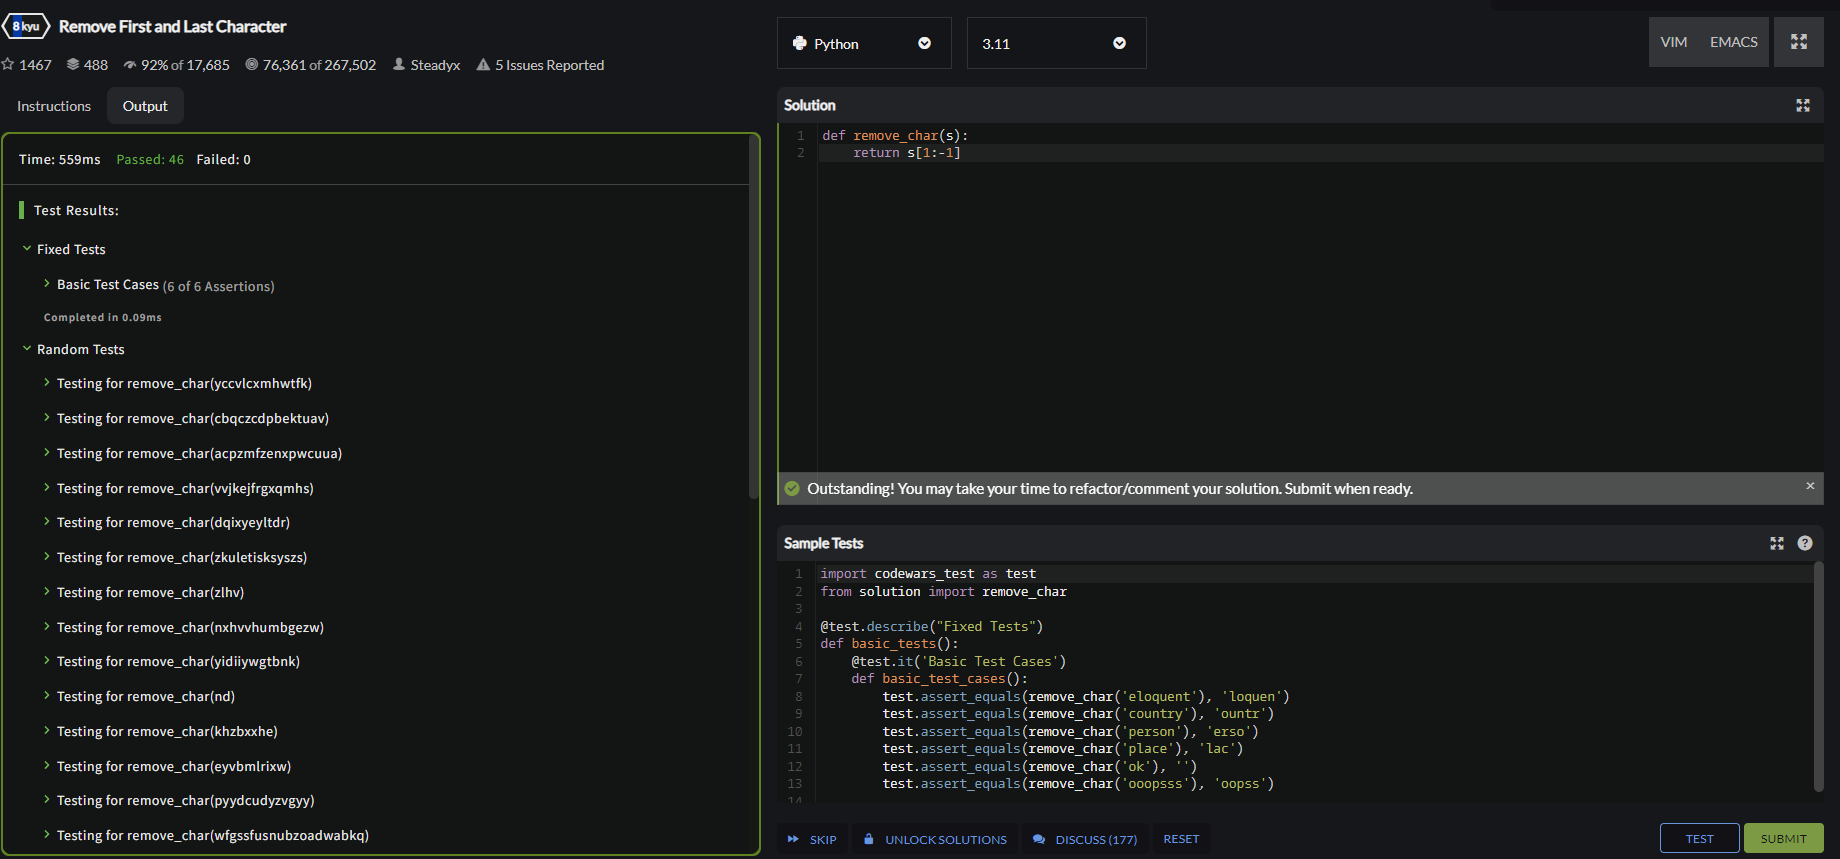 8 kyu Remove First and Last Character
1467 488 92% of 17,685 76,361 of 267,502 Steadyx 5 Issues Reported
Instructions Output
Time: 559ms Passed: 46 Failed: 0
Test Results:
Fixed Tests
Basic Test Cases (6 of 6 Assertions)
Completed in 0.09ms
Random Tests
Testing for remove_char(yccvlcxmhwtfk)
Testing for remove_char(cbqczcdpbektuav)
Testing for remove_char(acpzmfzenxpwcuua)
Testing for remove_char(vvjkejfrgxqmhs)
Testing for remove_char(dqixyeyltdr)
Testing for remove_char(zkuletisksyszs)
Testing for remove_char(zlhv)
Testing for remove_char(nxhvvhumbgezw)
Testing for remove_char(yidiiywgtbnk)
Testing for remove_char(nd)
Testing for remove_char(khzbxxhe)
Testing for remove_char(eyvbmlrixw)
Testing for remove_char(pyydcudyzvgyy)
Testing for remove_char(wfgssfusnubzoadwabkq)
Python 3.11 VIM EMACS
Solution
1 def remove_char(s):
2 return s[1:-1]
Outstanding! You may take your time to refactor/comment your solution. Submit when ready. ×
Sample Tests ?
1 import codewars_test as test
2 from solution import remove_char
3
4 @test.describe("Fixed Tests")
5 def basic_tests():
6 @test.it('Basic Test Cases')
7 def basic_test_cases():
8 test.assert_equals(remove_char('eloquent'), 'loquen')
9 test.assert_equals(remove_char('country'), 'ountr')
10 test.assert_equals(remove_char('person'), 'erso')
11 test.assert_equals(remove_char('place'), 'lac')
12 test.assert_equals(remove_char('ok'), '')
13 test.assert_equals(remove_char('ooopsss'), 'oopss')
14
SKIP UNLOCK SOLUTIONS DISCUSS (177) RESET TEST SUBMIT